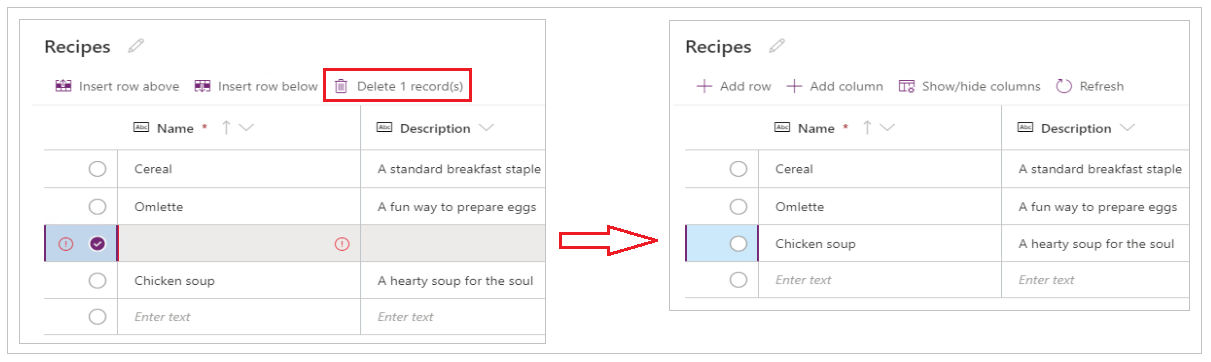 Recipes
Insert row above Insert row below Delete 1 record(s)
Abc Name * Abc Description
Cereal A standard breakfast staple
Omlette A fun way to prepare eggs
Chicken soup A hearty soup for the soul
Enter text Enter text
Recipes
Add row Add column Show/hide columns Refresh
Abc Name * Abc Description
Cereal A standard breakfast staple
Omlette A fun way to prepare eggs
Chicken soup A hearty soup for the soul
Enter text Enter text